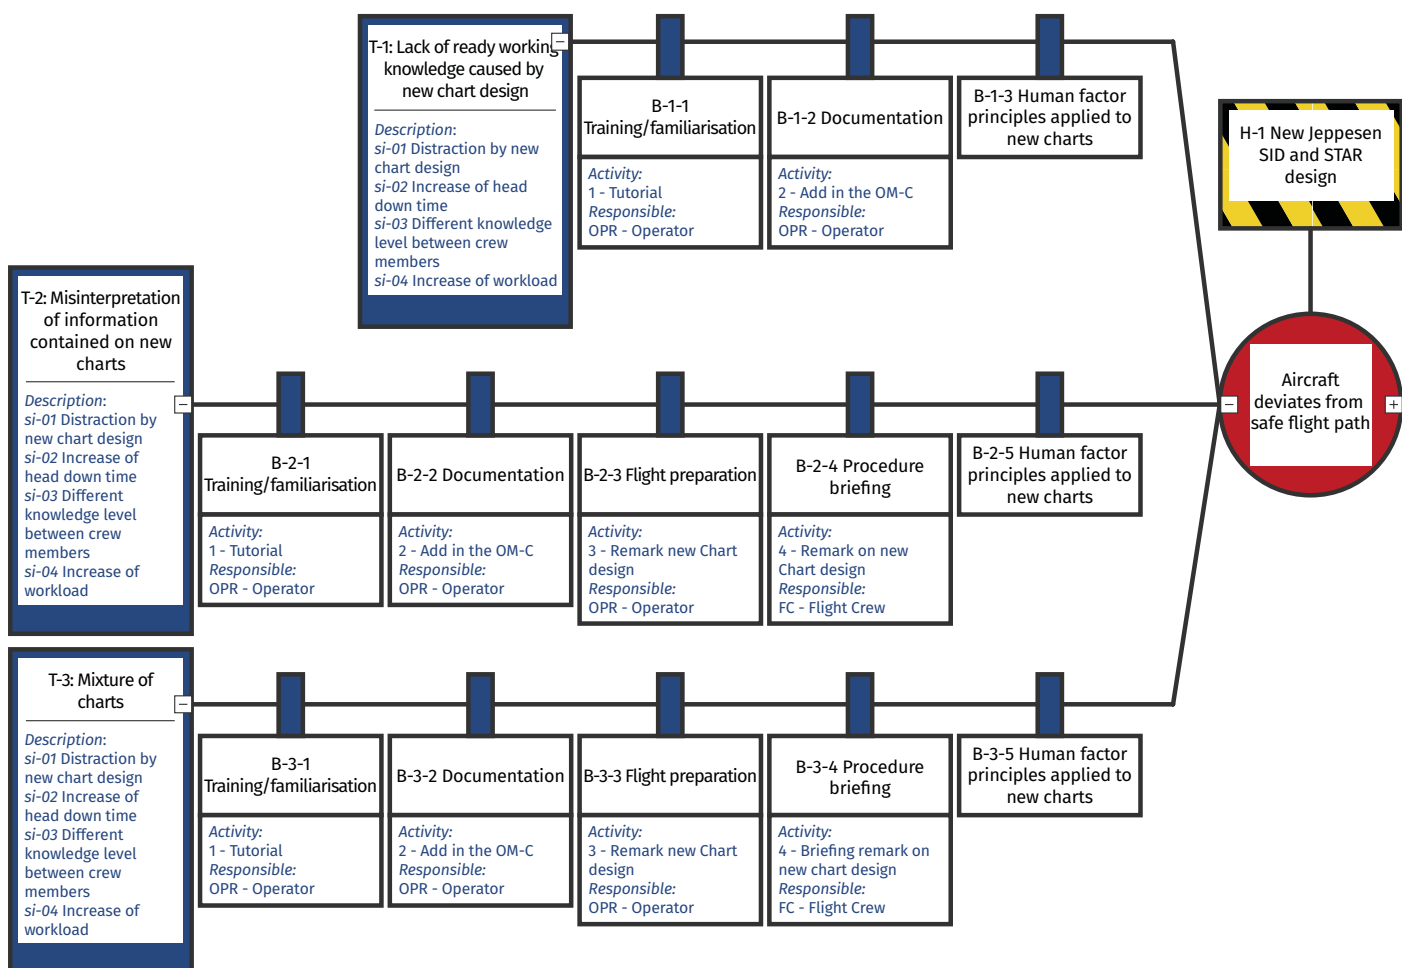 T-1: Lack of ready working
knowledge caused by
new chart design
Description:
si-01 Distraction by new
chart design
si-02 Increase of head
down time
si-03 Different knowledge
level between crew
members
si-04 Increase of workload
B-1-1
Training/familiarisation
Activity:
1 - Tutorial
Responsible:
OPR - Operator
B-1-2 Documentation
Activity:
2 - Add in the OM-C
Responsible:
OPR - Operator
B-1-3 Human factor
principles applied to
new charts
H-1 New Jeppesen
SID and STAR
design
Aircraft
deviates from
safe flight path
T-2: Misinterpretation
of information
contained on new
charts
Description:
si-01 Distraction by
new chart design
si-02 Increase of
head down time
si-03 Different
knowledge level
between crew
members
si-04 Increase of
workload
B-2-1
Training/familiarisation
Activity:
1 - Tutorial
Responsible:
OPR - Operator
B-2-2 Documentation
Activity:
2 - Add in the OM-C
Responsible:
OPR - Operator
B-2-3 Flight preparation
Activity:
3 - Remark new Chart
design
Responsible:
OPR - Operator
B-2-4 Procedure
briefing
Activity:
4 - Remark on new
Chart design
Responsible:
FC - Flight Crew
B-2-5 Human factor
principles applied to
new charts
T-3: Mixture of
charts
Description:
si-01 Distraction by
new chart design
si-02 Increase of
head down time
si-03 Different
knowledge level
between crew
members
si-04 Increase of
workload
B-3-1
Training/familiarisation
Activity:
1 - Tutorial
Responsible:
OPR - Operator
B-3-2 Documentation
Activity:
2 - Add in the OM-C
Responsible:
OPR - Operator
B-3-3 Flight preparation
Activity:
3 - Remark new Chart
design
Responsible:
OPR - Operator
B-3-4 Procedure
briefing
Activity:
4 - Briefing remark on
new chart design
Responsible:
FC - Flight Crew
B-3-5 Human factor
principles applied to
new charts